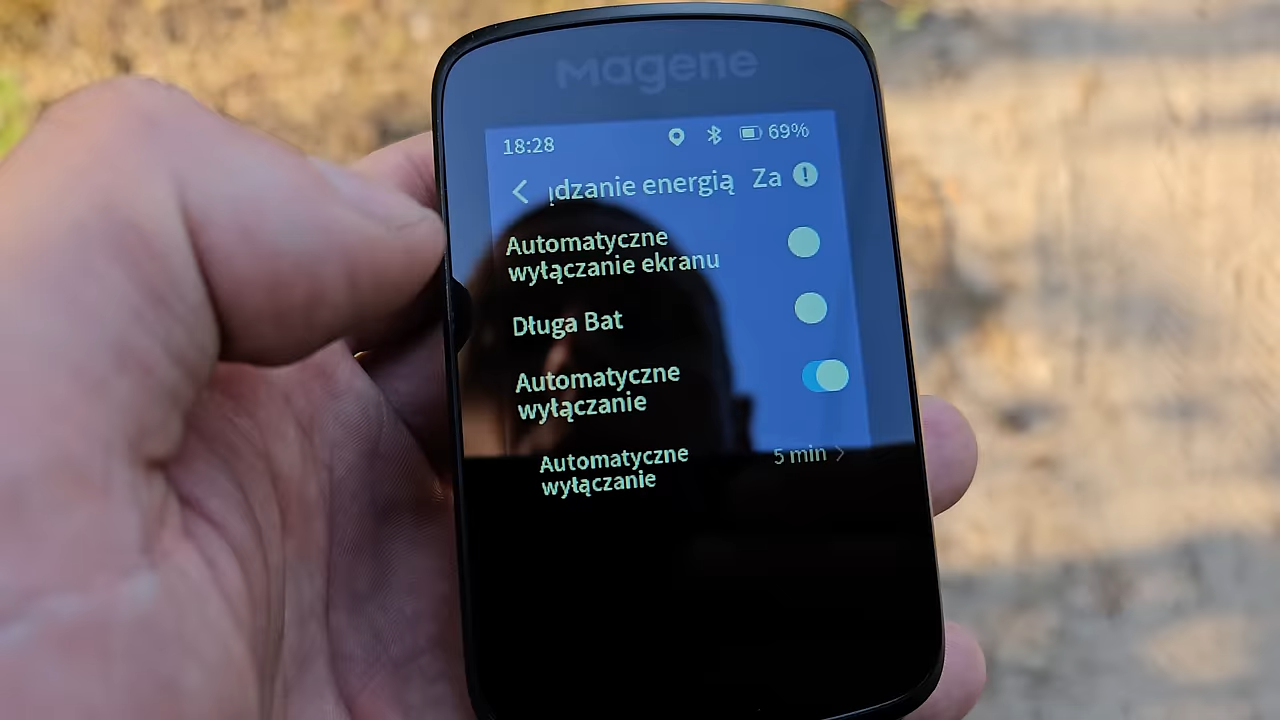 Magene
18:28 69%
ądzanie energią Za
Automatyczne
wyłączanie ekranu
Długa Bat
Automatyczne
wyłączanie
Automatyczne
wyłączanie
5 min >